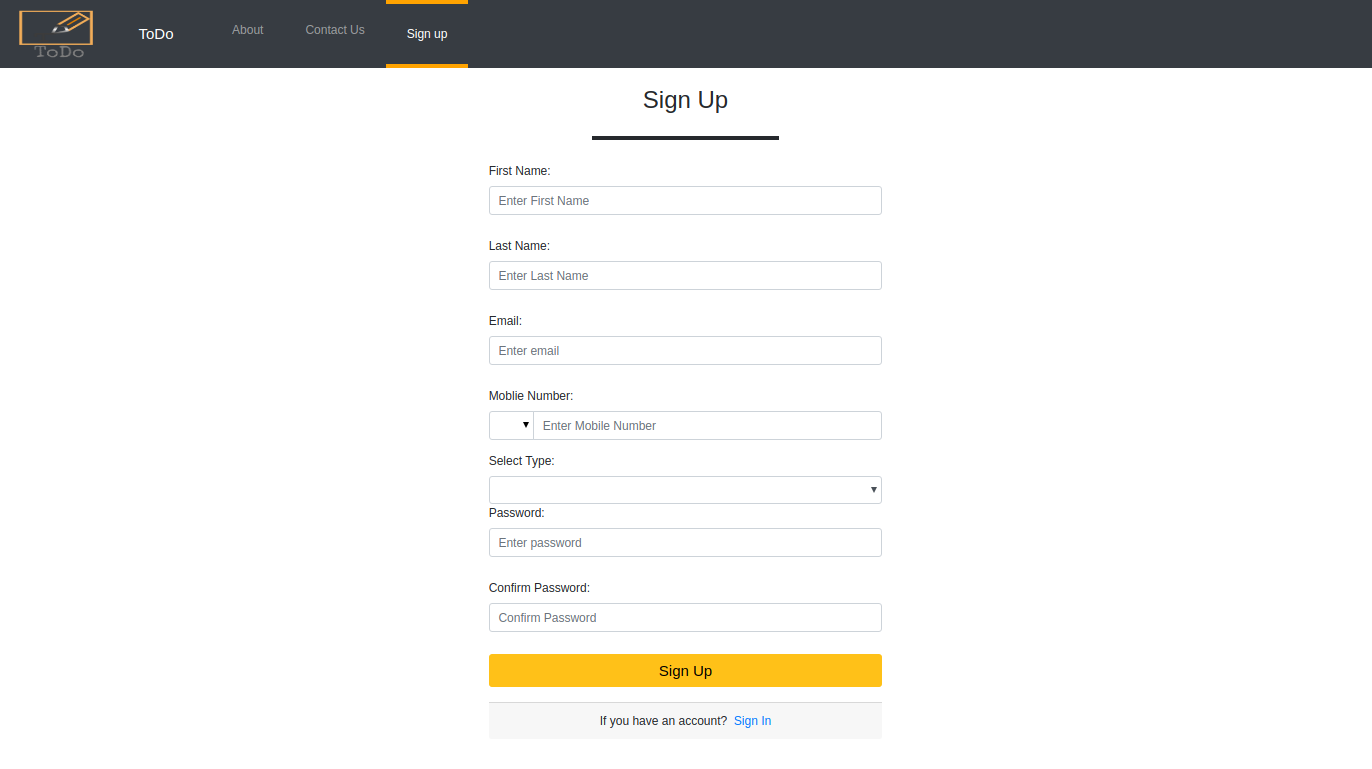 ToDo
ToDo
About
Contact Us
Sign up
Sign Up
First Name:
Enter First Name
Last Name:
Enter Last Name
Email:
Enter email
Moblie Number:
Enter Mobile Number
Select Type:
Password:
Enter password
Confirm Password:
Confirm Password
Sign Up
If you have an account? Sign In